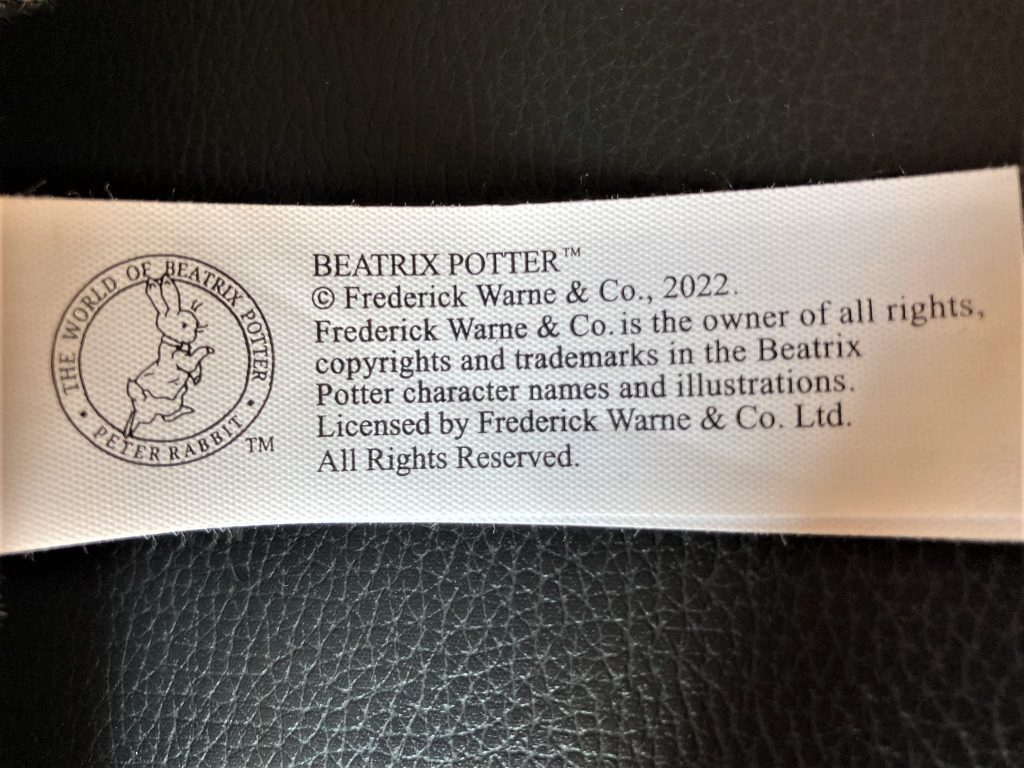 THE WORLD OF BEATRIX POTTER
• PETER RABBIT •
TM
BEATRIX POTTER™
© Frederick Warne & Co., 2022.
Frederick Warne & Co. is the owner of all rights,
copyrights and trademarks in the Beatrix
Potter character names and illustrations.
Licensed by Frederick Warne & Co. Ltd.
All Rights Reserved.